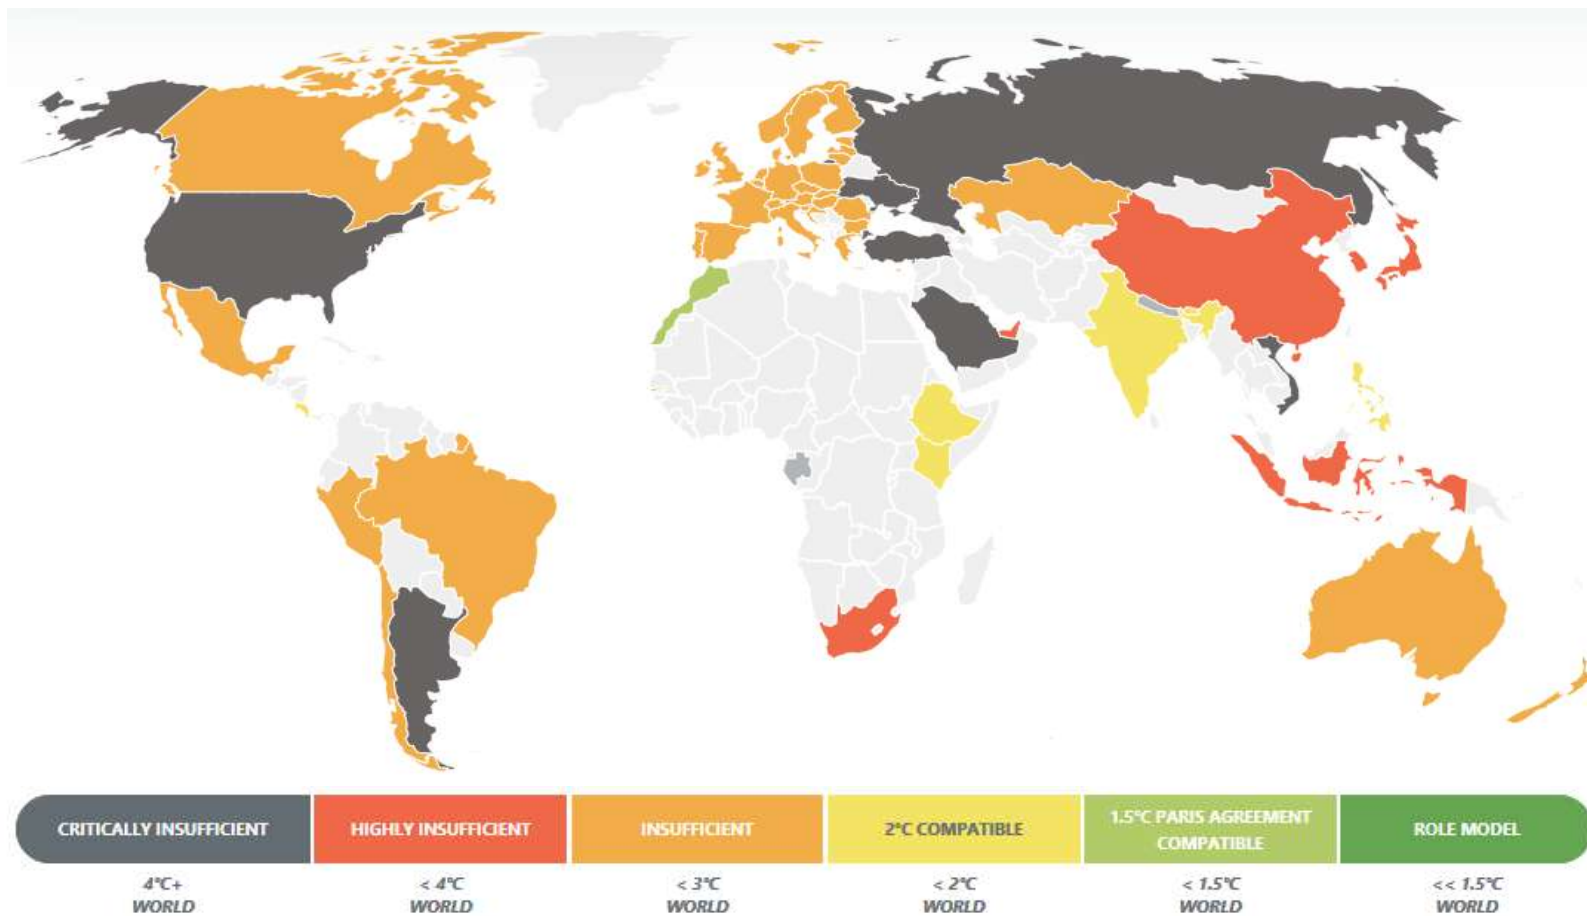 CRITICALLY INSUFFICIENT
HIGHLY INSUFFICIENT
INSUFFICIENT
2°C COMPATIBLE
1.5°C PARIS AGREEMENT
COMPATIBLE
ROLE MODEL
4°C+
WORLD
< 4°C
WORLD
< 3°C
WORLD
< 2°C
WORLD
< 1.5°C
WORLD
<< 1.5°C
WORLD